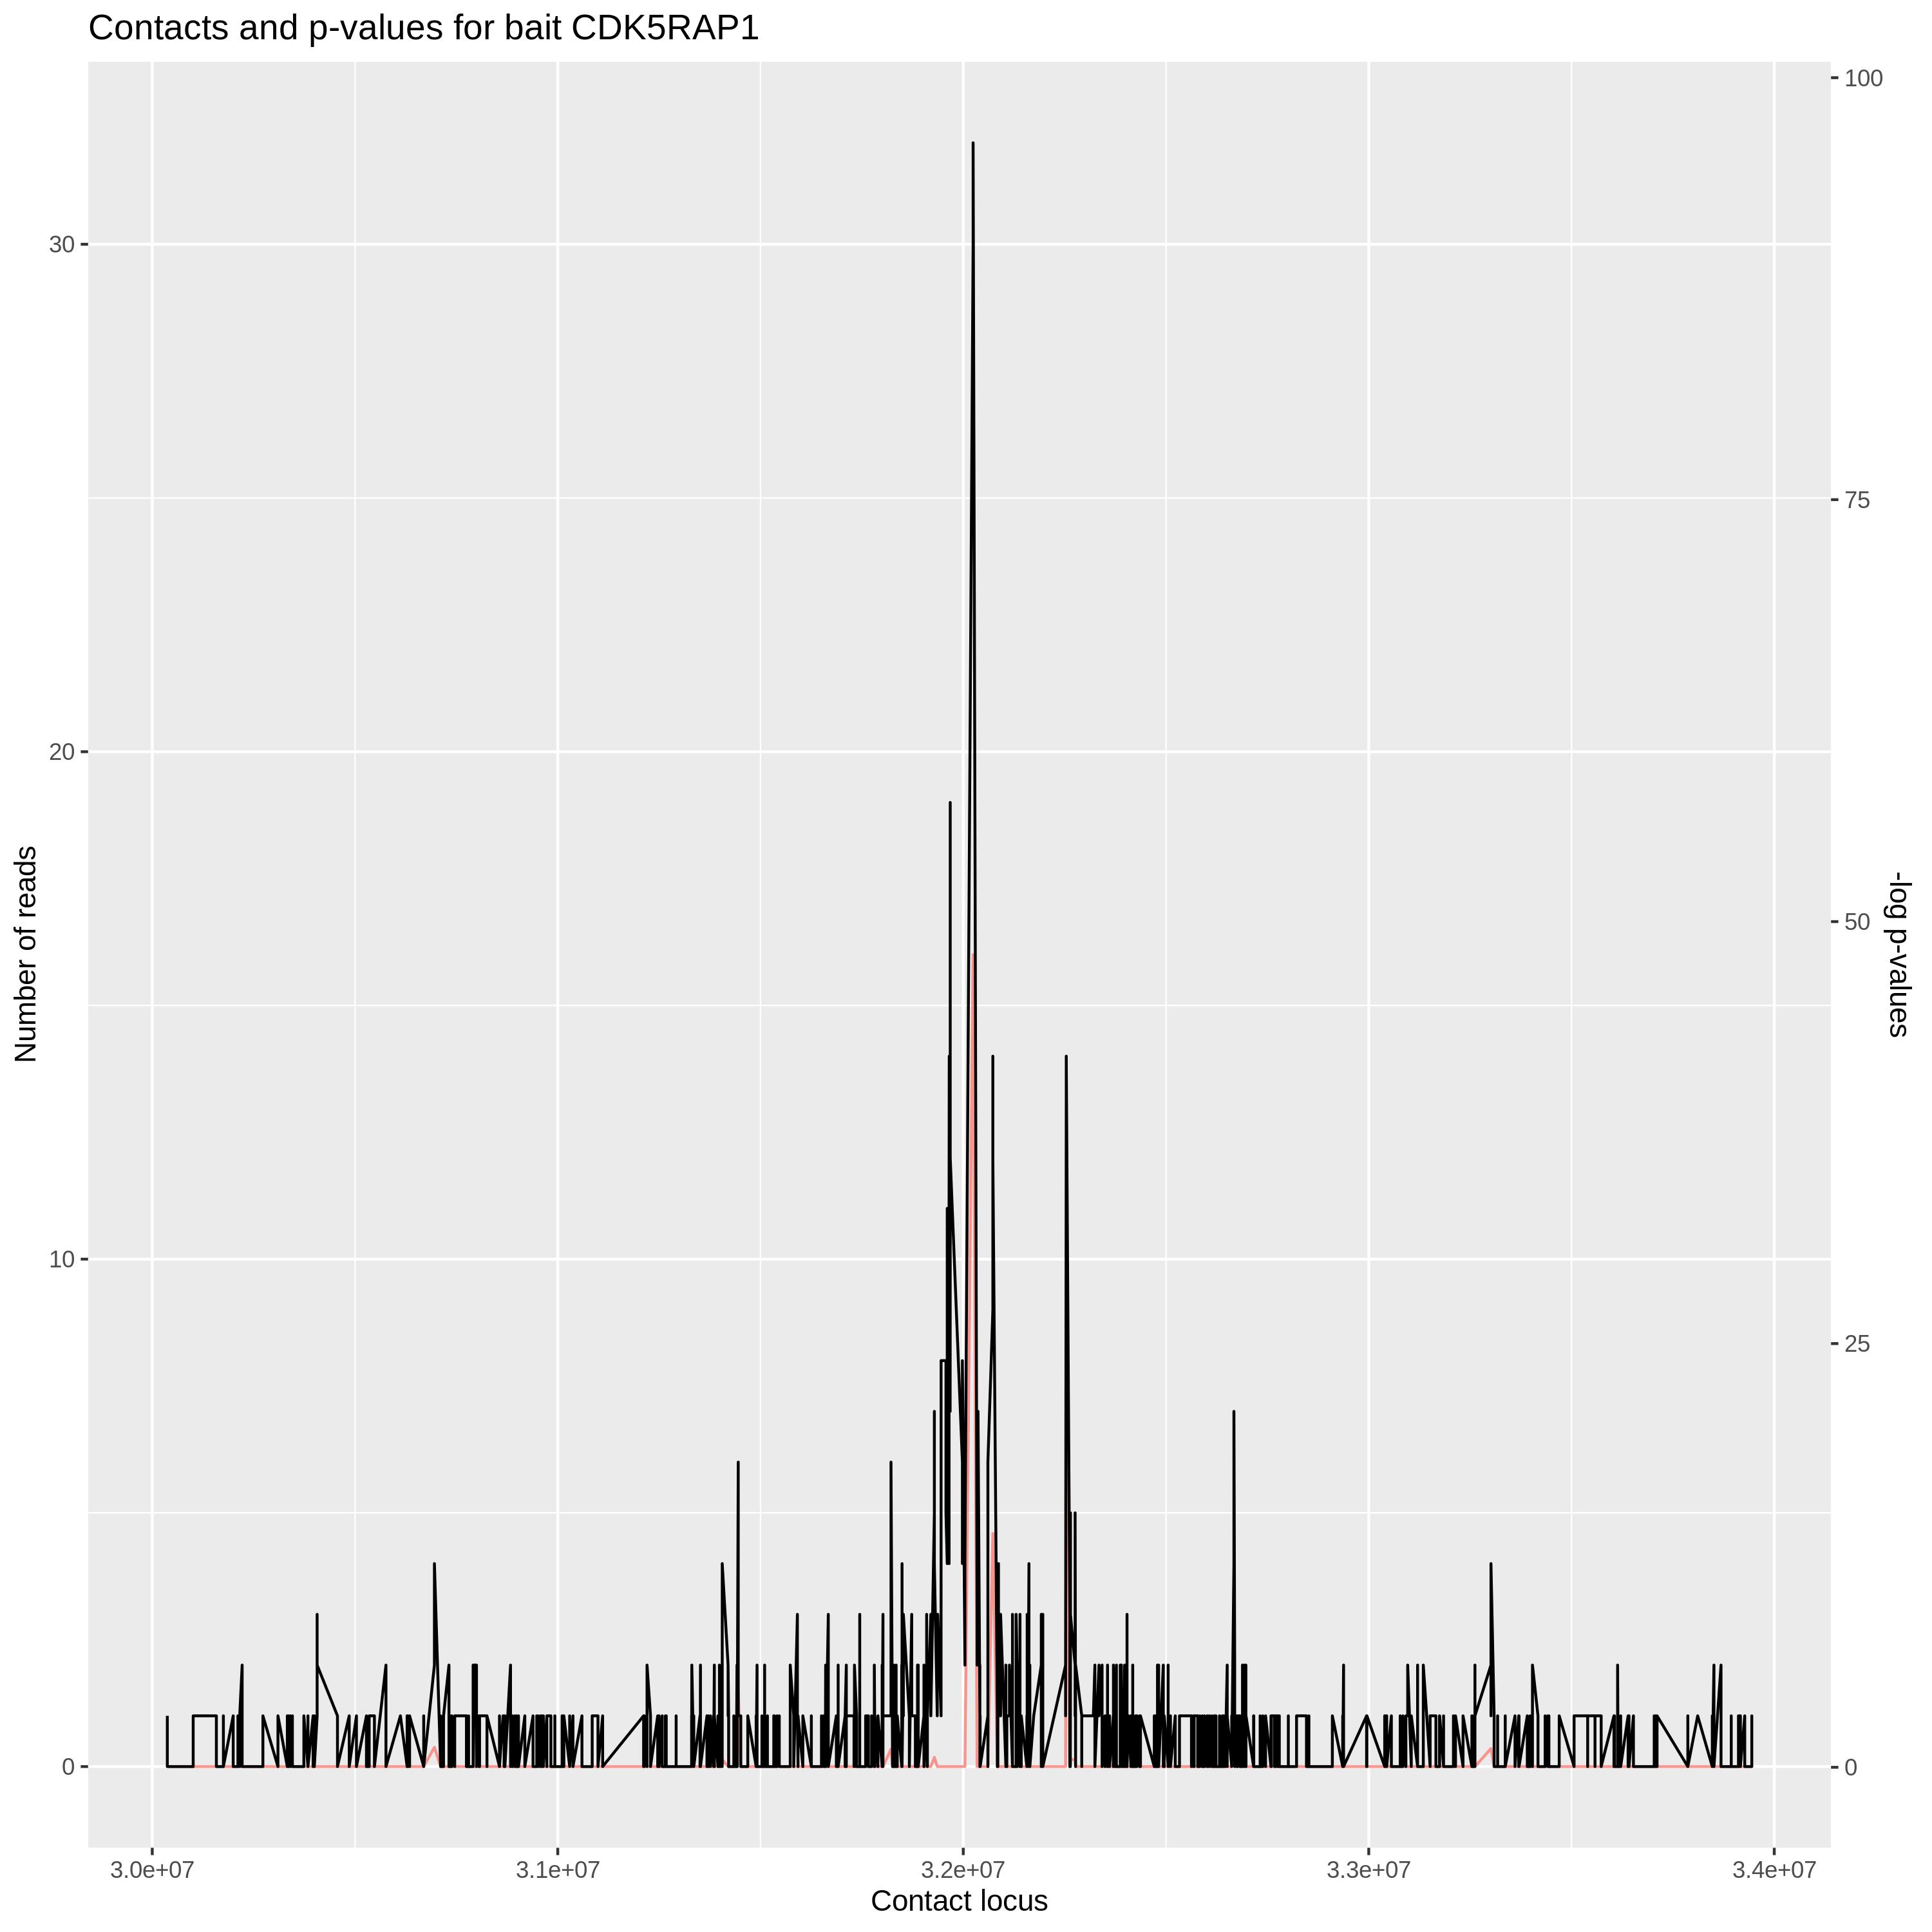 Contacts and p-values for bait CDK5RAP1
Number of reads
30
20
10
0
100
75
50
25
0
-log p-values
3.0e+07
3.1e+07
3.2e+07
3.3e+07
3.4e+07
Contact locus